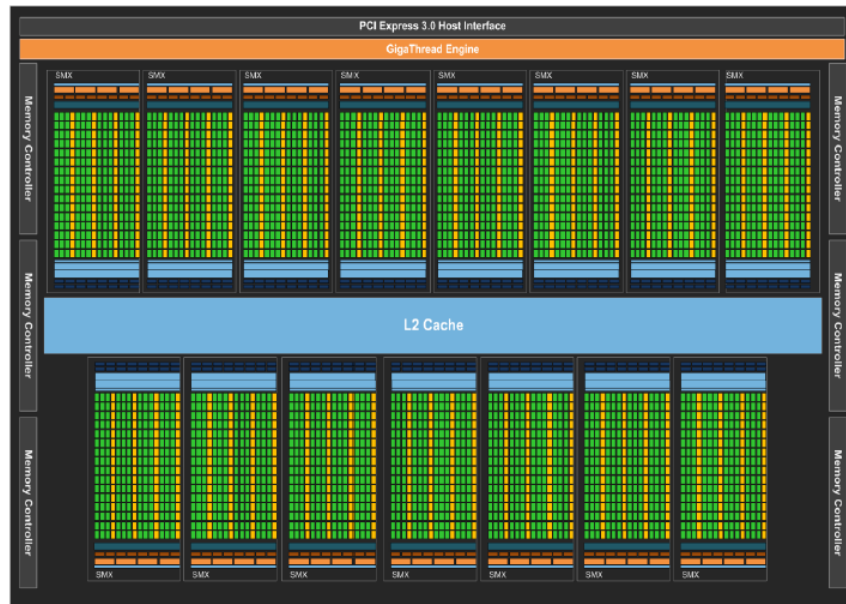 PCI Express 3.0 Host Interface
GigaThread Engine
SMX SMX SMX SMX SMX SMX SMX SMX
Memory Controller
Memory Controller
L2 Cache
Memory Controller
Memory Controller
Memory Controller
Memory Controller
SMX SMX SMX SMX SMX SMX SMX